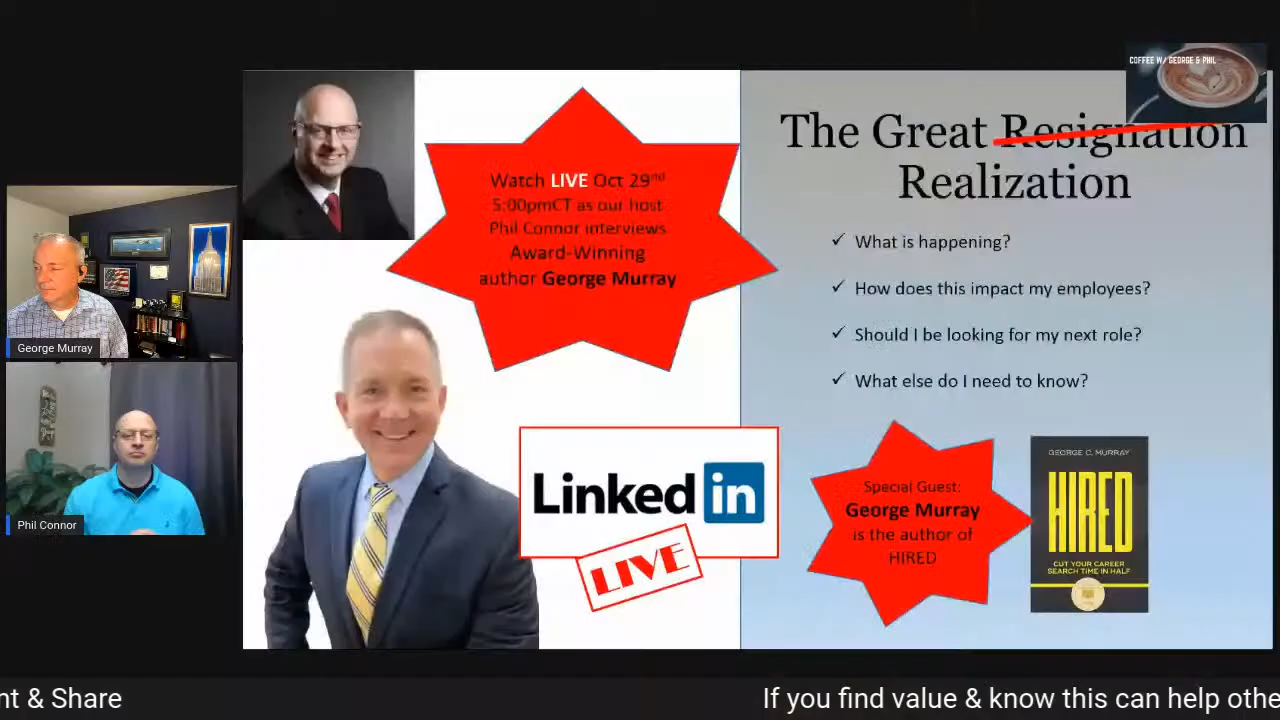 COFFEE W/ GEORGE & PHIL
The Great Resignation
Realization
Watch LIVE Oct 29nd
5:00pmCT as our host
Phil Connor interviews
Award-Winning
author George Murray
What is happening?
How does this impact my employees?
Should I be looking for my next role?
What else do I need to know?
George Murray
Phil Connor
Linked in
LIVE
Special Guest:
George Murray
is the author of
HIRED
GEORGE C. MURRAY
HIRED
CUT YOUR CAREER
SEARCH TIME IN HALF
nt & Share
If you find value & know this can help othe